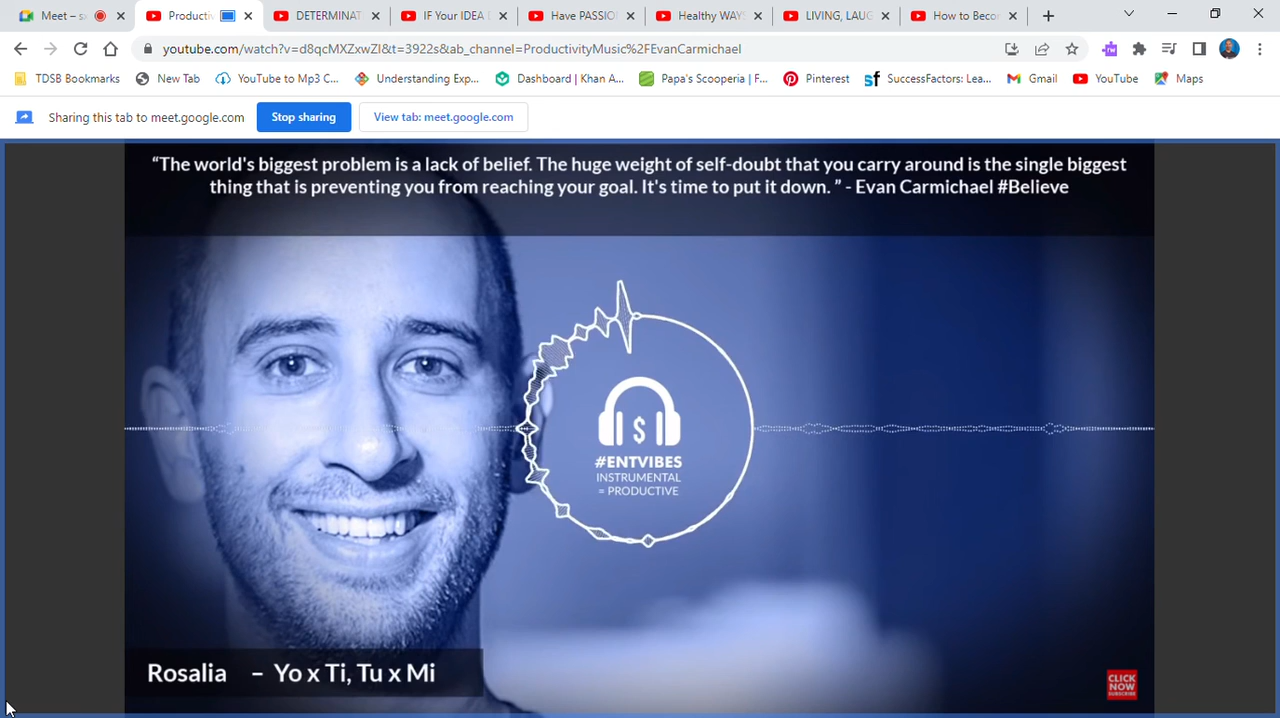 Meet – sx
Productiv
DETERMINAT
IF Your IDEA I
Have PASSIO
Healthy WAYS
LIVING, LAUG
How to Becor
youtube.com/watch?v=d8qcMXZxwZI&t=3922s&ab_channel=ProductivityMusic%2FEvanCarmichael
TDSB Bookmarks
New Tab
YouTube to Mp3 C...
Understanding Exp...
Dashboard | Khan A...
Papa's Scooperia | F...
Pinterest
SuccessFactors: Lea...
Gmail
YouTube
Maps
Sharing this tab to meet.google.com
Stop sharing
View tab: meet.google.com
“The world's biggest problem is a lack of belief. The huge weight of self-doubt that you carry around is the single biggest
thing that is preventing you from reaching your goal. It's time to put it down. ” - Evan Carmichael #Believe
$
#ENTVIBES
INSTRUMENTAL
= PRODUCTIVE
Rosalia – Yo x Ti, Tu x Mi
CLICK
NOW
SUBSCRIBE